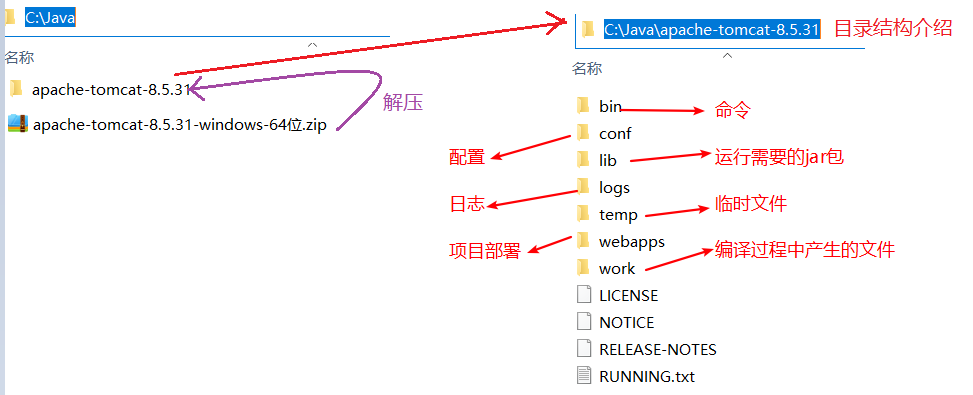 C:\Java
名称
apache-tomcat-8.5.31
解压
apache-tomcat-8.5.31-windows-64位.zip
C:\Java\apache-tomcat-8.5.31 目录结构介绍
名称
bin 命令
conf
配置
lib 运行需要的jar包
logs
日志
temp 临时文件
webapps
项目部署
work 编译过程中产生的文件
LICENSE
NOTICE
RELEASE-NOTES
RUNNING.txt